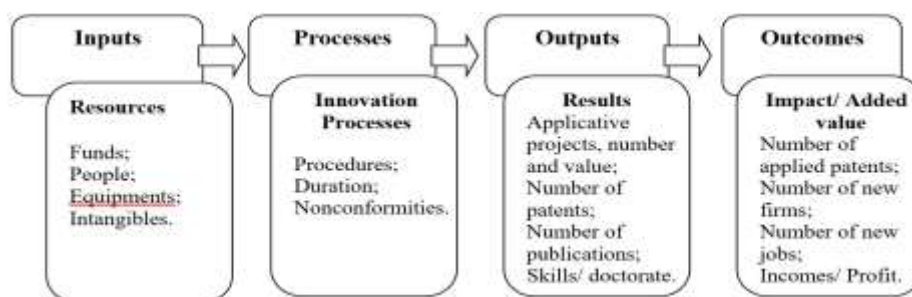 Inputs
Resources
Funds;
People;
Equipments;
Intangibles.
Processes
Innovation
Processes
Procedures;
Duration;
Nonconformities.
Outputs
Results
Applicative
projects, number
and value;
Number of
patents;
Number of
publications;
Skills/ doctorate.
Outcomes
Impact/ Added
value
Number of
applied patents;
Number of new
firms;
Number of new
jobs;
Incomes/ Profit.